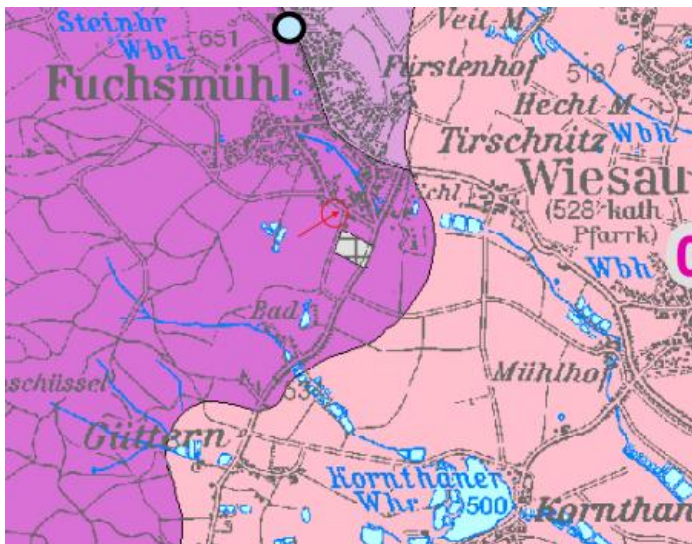 Steinbr
Wbh
651
Veit-M
Fuchsmühl
Fürstenhof
518
Hecht-M
Tirschnitz
Wbh
Wiesau
(528 kath
Pfarrk)
Wbh
Bad
schüssel
Mühlhof
Güttern
Kornthaner
Whr
500
Kornthan